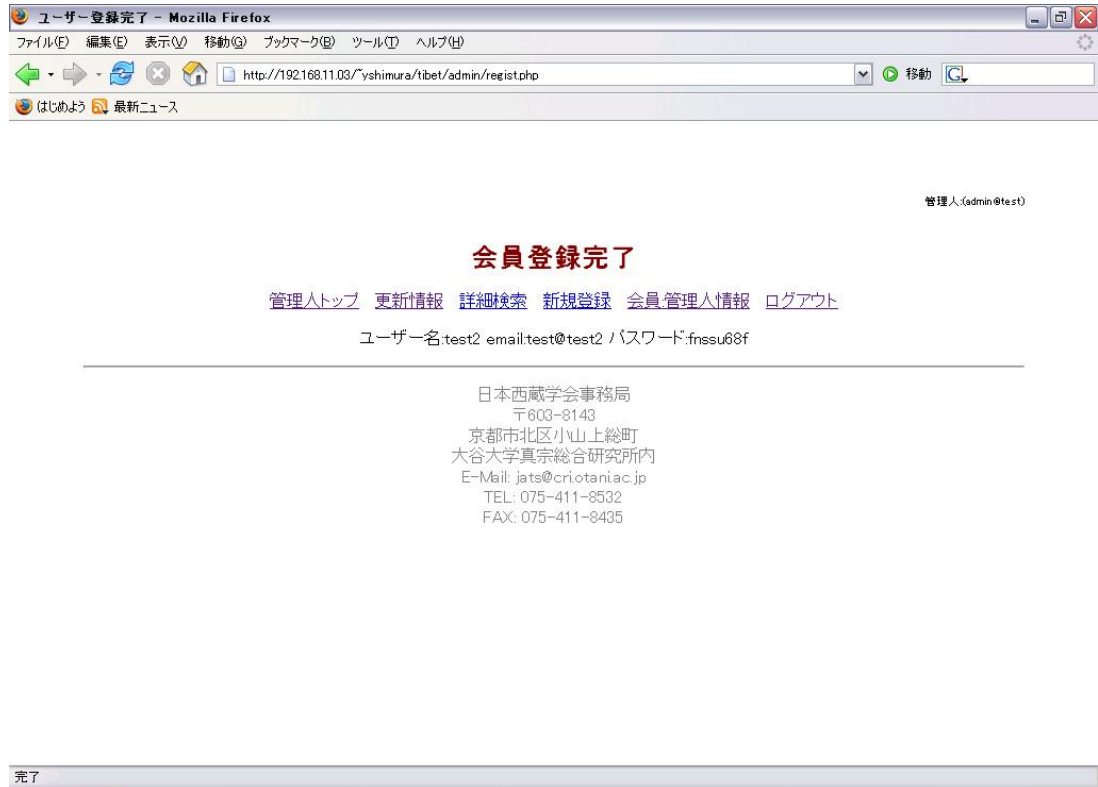 ユーザー登録完了 - Mozilla Firefox
ファイル(F) 編集(E) 表示(V) 移動(G) ブックマーク(B) ツール(T) ヘルプ(H)
http://192.168.11.03/~yshimura/tibet/admin/regist.php 移動
はじめよう 最新ニュース
管理人:(admin@test)
会員登録完了
管理人トップ 更新情報 詳細検索 新規登録 会員・管理人情報 ログアウト
ユーザー名:test2 email:test@test2 パスワード:fnssu68f
日本西蔵学会事務局
〒603-8143
京都市北区小山上総町
大谷大学真宗総合研究所内
E-Mail: jats@cri.otani.ac.jp
TEL: 075-411-8532
FAX: 075-411-8435
完了